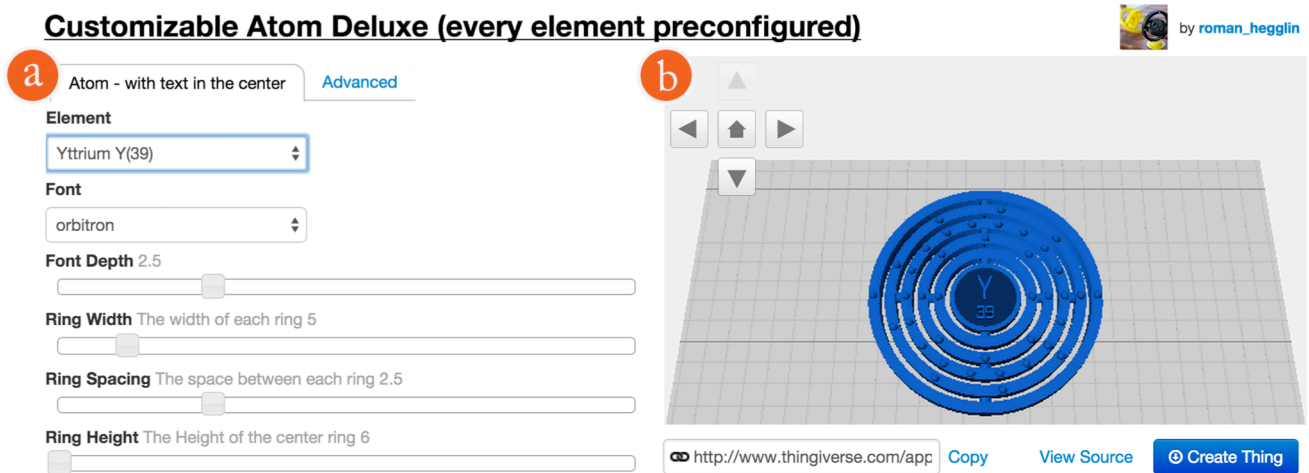 Customizable Atom Deluxe (every element preconfigured)
by roman_hegglin
a
Atom - with text in the center
Advanced
Element
Yttrium Y(39)
Font
orbitron
Font Depth 2.5
Ring Width The width of each ring 5
Ring Spacing The space between each ring 2.5
Ring Height The Height of the center ring 6
b
Y
39
http://www.thingiverse.com/app
Copy
View Source
Create Thing